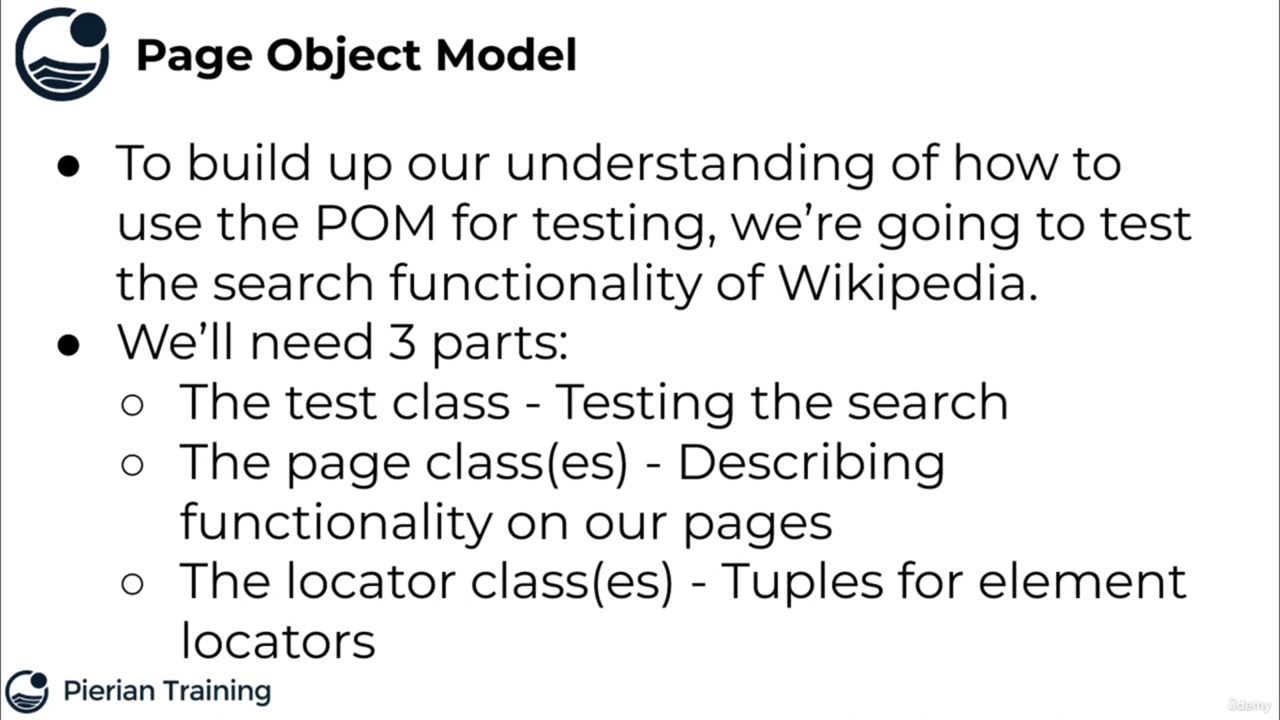 Page Object Model
● To build up our understanding of how to
use the POM for testing, we’re going to test
the search functionality of Wikipedia.
● We’ll need 3 parts:
○ The test class - Testing the search
○ The page class(es) - Describing
functionality on our pages
○ The locator class(es) - Tuples for element
locators
Pierian Training
ûdemy